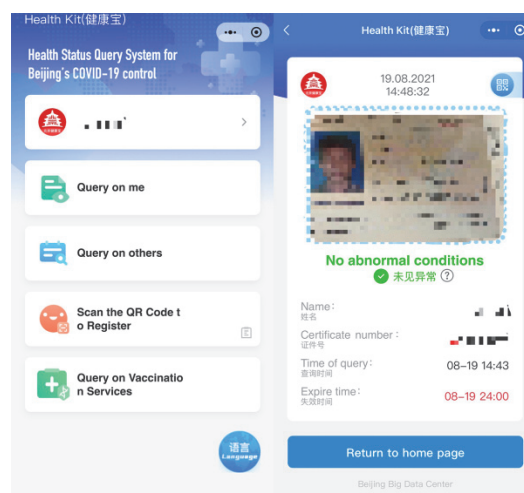 Health Kit(健康宝)
Health Status Query System for
Beijing's COVID-19 control
Query on me
Query on others
Scan the QR Code t
o Register
Query on Vaccinatio
n Services
语言
Language
Health Kit(健康宝)
19.08.2021
14:48:32
No abnormal conditions
未见异常 ?
Name:
姓名
Certificate number:
证件号
Time of query: 08-19 14:43
查询时间
Expire time: 08-19 24:00
失效时间
Return to home page
Beijing Big Data Center